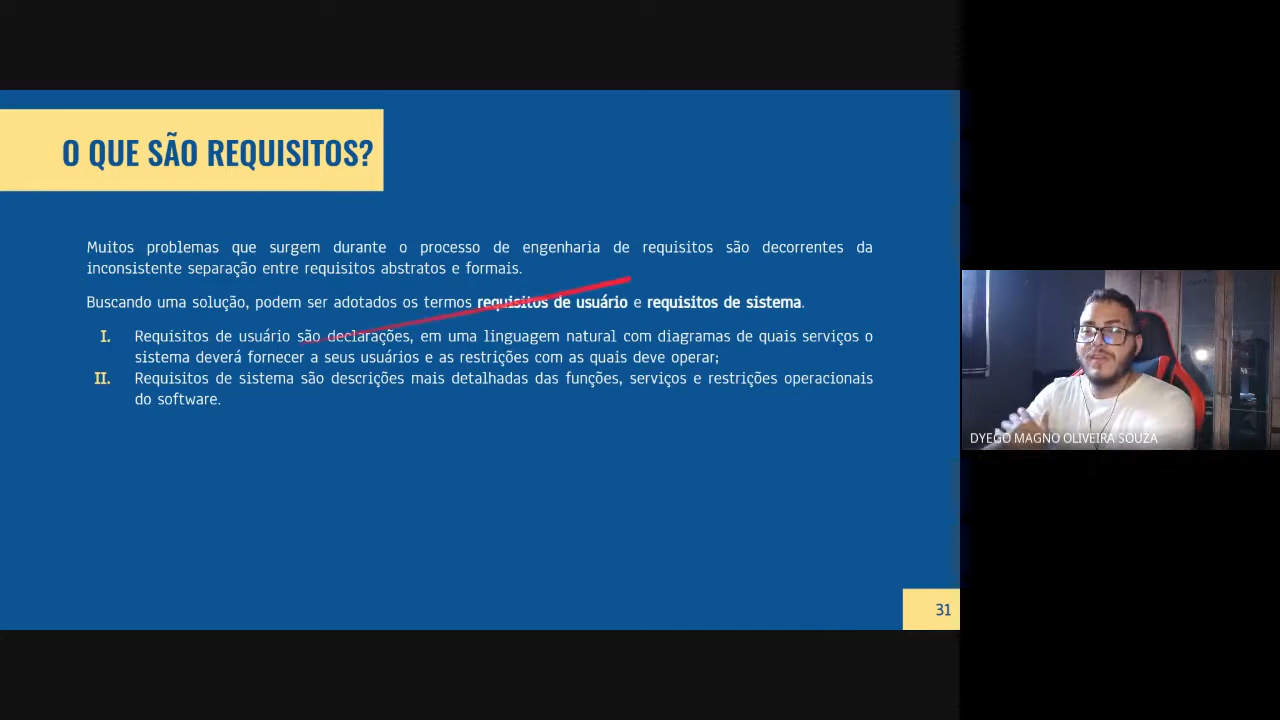 O QUE SÃO REQUISITOS?
Muitos problemas que surgem durante o processo de engenharia de requisitos são decorrentes da
inconsistente separação entre requisitos abstratos e formais.
Buscando uma solução, podem ser adotados os termos requisitos de usuário e requisitos de sistema.
I. Requisitos de usuário são declarações, em uma linguagem natural com diagramas de quais serviços o
sistema deverá fornecer a seus usuários e as restrições com as quais deve operar;
II. Requisitos de sistema são descrições mais detalhadas das funções, serviços e restrições operacionais
do software.
31
DYEGO MAGNO OLIVEIRA SOUZA